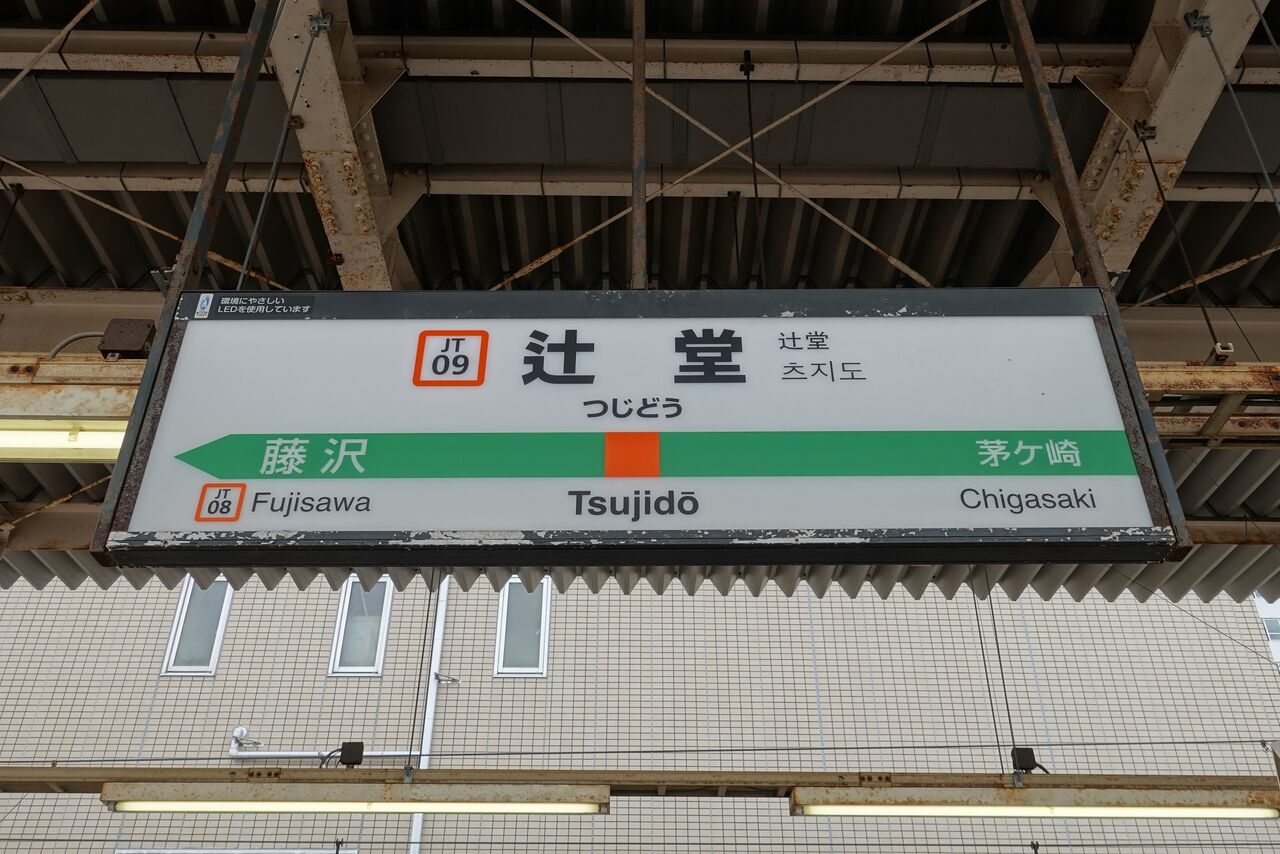 環境にやさしい
LEDを使用しています
JT
09
辻堂
辻堂
츠지도
つじどう
藤沢
茅ケ崎
JT
08
Fujisawa
Tsujidō
Chigasaki